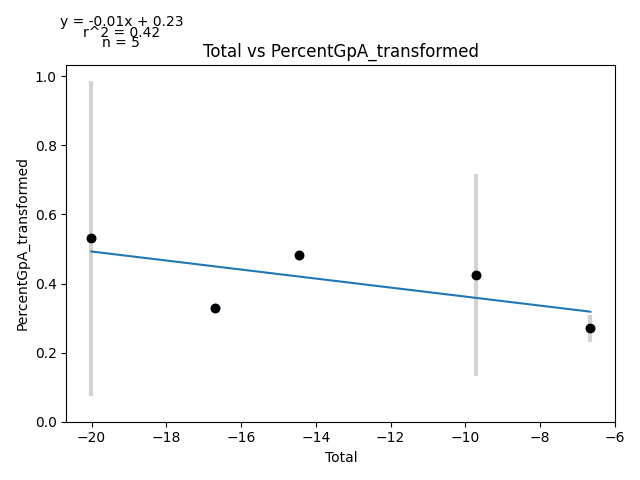 y = -0.01x + 0.23
r^2 = 0.42
n = 5
Total vs PercentGpA_transformed
PercentGpA_transformed
1.0
0.8
0.6
0.4
0.2
0.0
−20
−18
−16
−14
−12
−10
−8
−6
Total